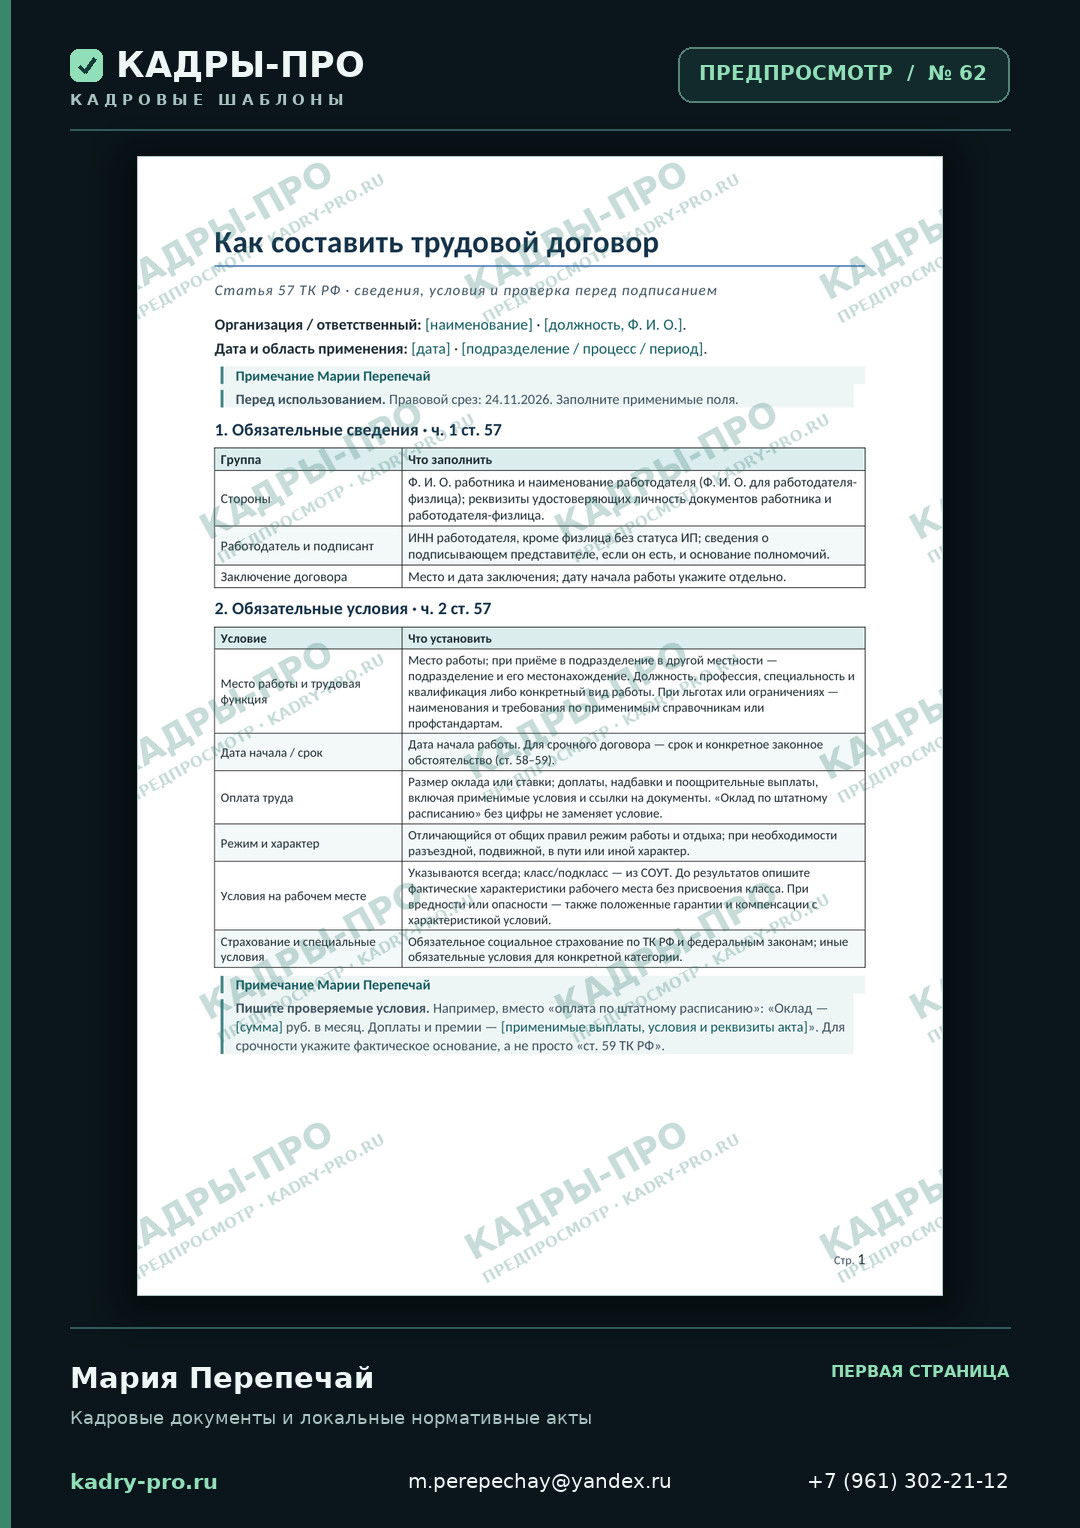 КАДРЫ-ПРО
КАДРОВЫЕ ШАБЛОНЫ
ПРЕДПРОСМОТР / № 62
Как составить трудовой договор
Статья 57 ТК РФ · сведения, условия и проверка перед подписанием
Организация / ответственный: [наименование] · [должность, Ф. И. О.].
Дата и область применения: [дата] · [подразделение / процесс / период].
Примечание Марии Перепечай
Перед использованием. Правовой срез: 24.11.2026. Заполните применимые поля.
1. Обязательные сведения · ч. 1 ст. 57
Группа
Что заполнить
Стороны
Ф. И. О. работника и наименование работодателя (Ф. И. О. для работодателя-
физлица); реквизиты удостоверяющих личность документов работника и
работодателя-физлица.
Работодатель и подписант
ИНН работодателя, кроме физлица без статуса ИП; сведения о
подписывающем представителе, если он есть, и основание полномочий.
Заключение договора
Место и дата заключения; дату начала работы укажите отдельно.
2. Обязательные условия · ч. 2 ст. 57
Условие
Что установить
Место работы и трудовая
функция
Место работы; при приёме в подразделение в другой местности —
подразделение и его местонахождение. Должность, профессия, специальность и
квалификация либо конкретный вид работы. При льготах или ограничениях —
наименования и требования по применимым справочникам или
профстандартам.
Дата начала / срок
Дата начала работы. Для срочного договора — срок и конкретное законное
обстоятельство (ст. 58–59).
Оплата труда
Размер оклада или ставки; доплаты, надбавки и поощрительные выплаты,
включая применимые условия и ссылки на документы. «Оклад по штатному
расписанию» без цифры не заменяет условие.
Режим и характер
Отличающийся от общих правил режим работы и отдыха; при необходимости
разъездной, подвижной, в пути или иной характер.
Условия на рабочем месте
Указываются всегда; класс/подкласс — из СОУТ. До результатов опишите
фактические характеристики рабочего места без присвоения класса. При
вредности или опасности — также положенные гарантии и компенсации с
характеристикой условий.
Страхование и специальные
условия
Обязательное социальное страхование по ТК РФ и федеральным законам; иные
обязательные условия для конкретной категории.
Примечание Марии Перепечай
Пишите проверяемые условия. Например, вместо «оплата по штатному расписанию»: «Оклад —
[сумма] руб. в месяц. Доплаты и премии — [применимые выплаты, условия и реквизиты акта]». Для
срочности укажите фактическое основание, а не просто «ст. 59 ТК РФ».
Стр. 1
Мария Перепечай
ПЕРВАЯ СТРАНИЦА
Кадровые документы и локальные нормативные акты
kadry-pro.ru
m.perepechay@yandex.ru
+7 (961) 302-21-12